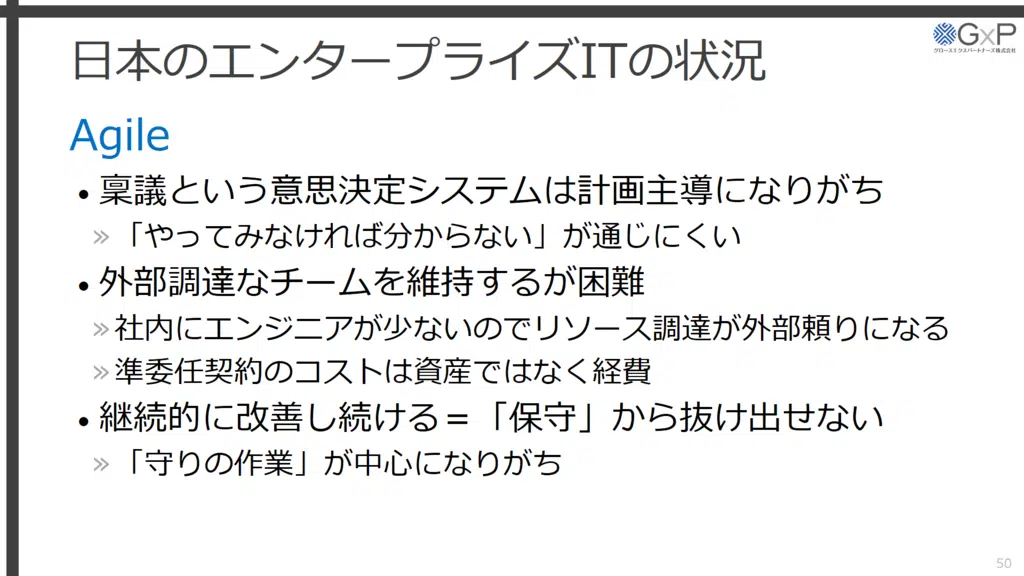 日本のエンタープライズITの状況
GxP
グロースエクスパートナーズ株式会社
Agile
• 稟議という意思決定システムは計画主導になりがち
» 「やってみなければ分からない」が通じにくい
• 外部調達なチームを維持するが困難
» 社内にエンジニアが少ないのでリソース調達が外部頼りになる
» 準委任契約のコストは資産ではなく経費
• 継続的に改善し続ける＝「保守」から抜け出せない
» 「守りの作業」が中心になりがち
50